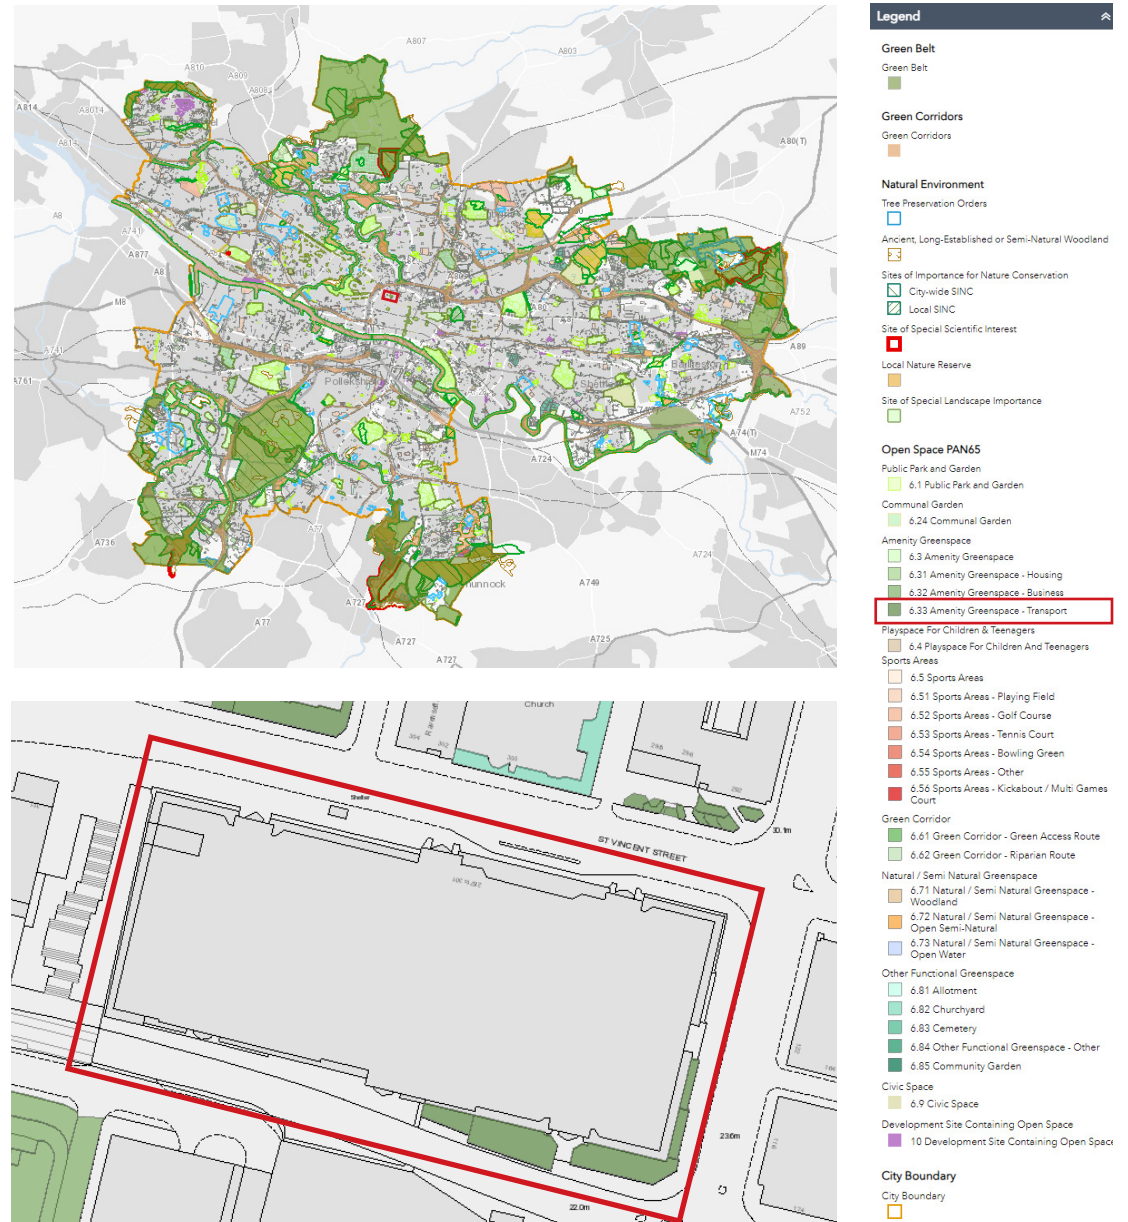 A807
A803
A810
A809
A808
A814
A8014
A814
A80(T)
A8
A741
A877
A8
M8
A80
A741
A761
A89
A752
A74(T)
M74
A724
A736
A77
A724
A749
A727
A77
A727
A727
A725
Church
304
302
300
298
296
292
Shelter
30.1m
ST VINCENT STREET
23.6m
22.0m
Legend
Green Belt
Green Belt
Green Corridors
Green Corridors
Natural Environment
Tree Preservation Orders
Ancient, Long-Established or Semi-Natural Woodland
Sites of Importance for Nature Conservation
City-wide SINC
Local SINC
Site of Special Scientific Interest
Local Nature Reserve
Site of Special Landscape Importance
Open Space PAN65
Public Park and Garden
6.1 Public Park and Garden
Communal Garden
6.24 Communal Garden
Amenity Greenspace
6.3 Amenity Greenspace
6.31 Amenity Greenspace - Housing
6.32 Amenity Greenspace - Business
6.33 Amenity Greenspace - Transport
Playspace For Children & Teenagers
6.4 Playspace For Children And Teenagers
Sports Areas
6.5 Sports Areas
6.51 Sports Areas - Playing Field
6.52 Sports Areas - Golf Course
6.53 Sports Areas - Tennis Court
6.54 Sports Areas - Bowling Green
6.55 Sports Areas - Other
6.56 Sports Areas - Kickabout / Multi Games
Court
Green Corridor
6.61 Green Corridor - Green Access Route
6.62 Green Corridor - Riparian Route
Natural / Semi Natural Greenspace
6.71 Natural / Semi Natural Greenspace -
Woodland
6.72 Natural / Semi Natural Greenspace -
Open Semi-Natural
6.73 Natural / Semi Natural Greenspace -
Open Water
Other Functional Greenspace
6.81 Allotment
6.82 Churchyard
6.83 Cemetery
6.84 Other Functional Greenspace - Other
6.85 Community Garden
Civic Space
6.9 Civic Space
Development Site Containing Open Space
10 Development Site Containing Open Space
City Boundary
City Boundary